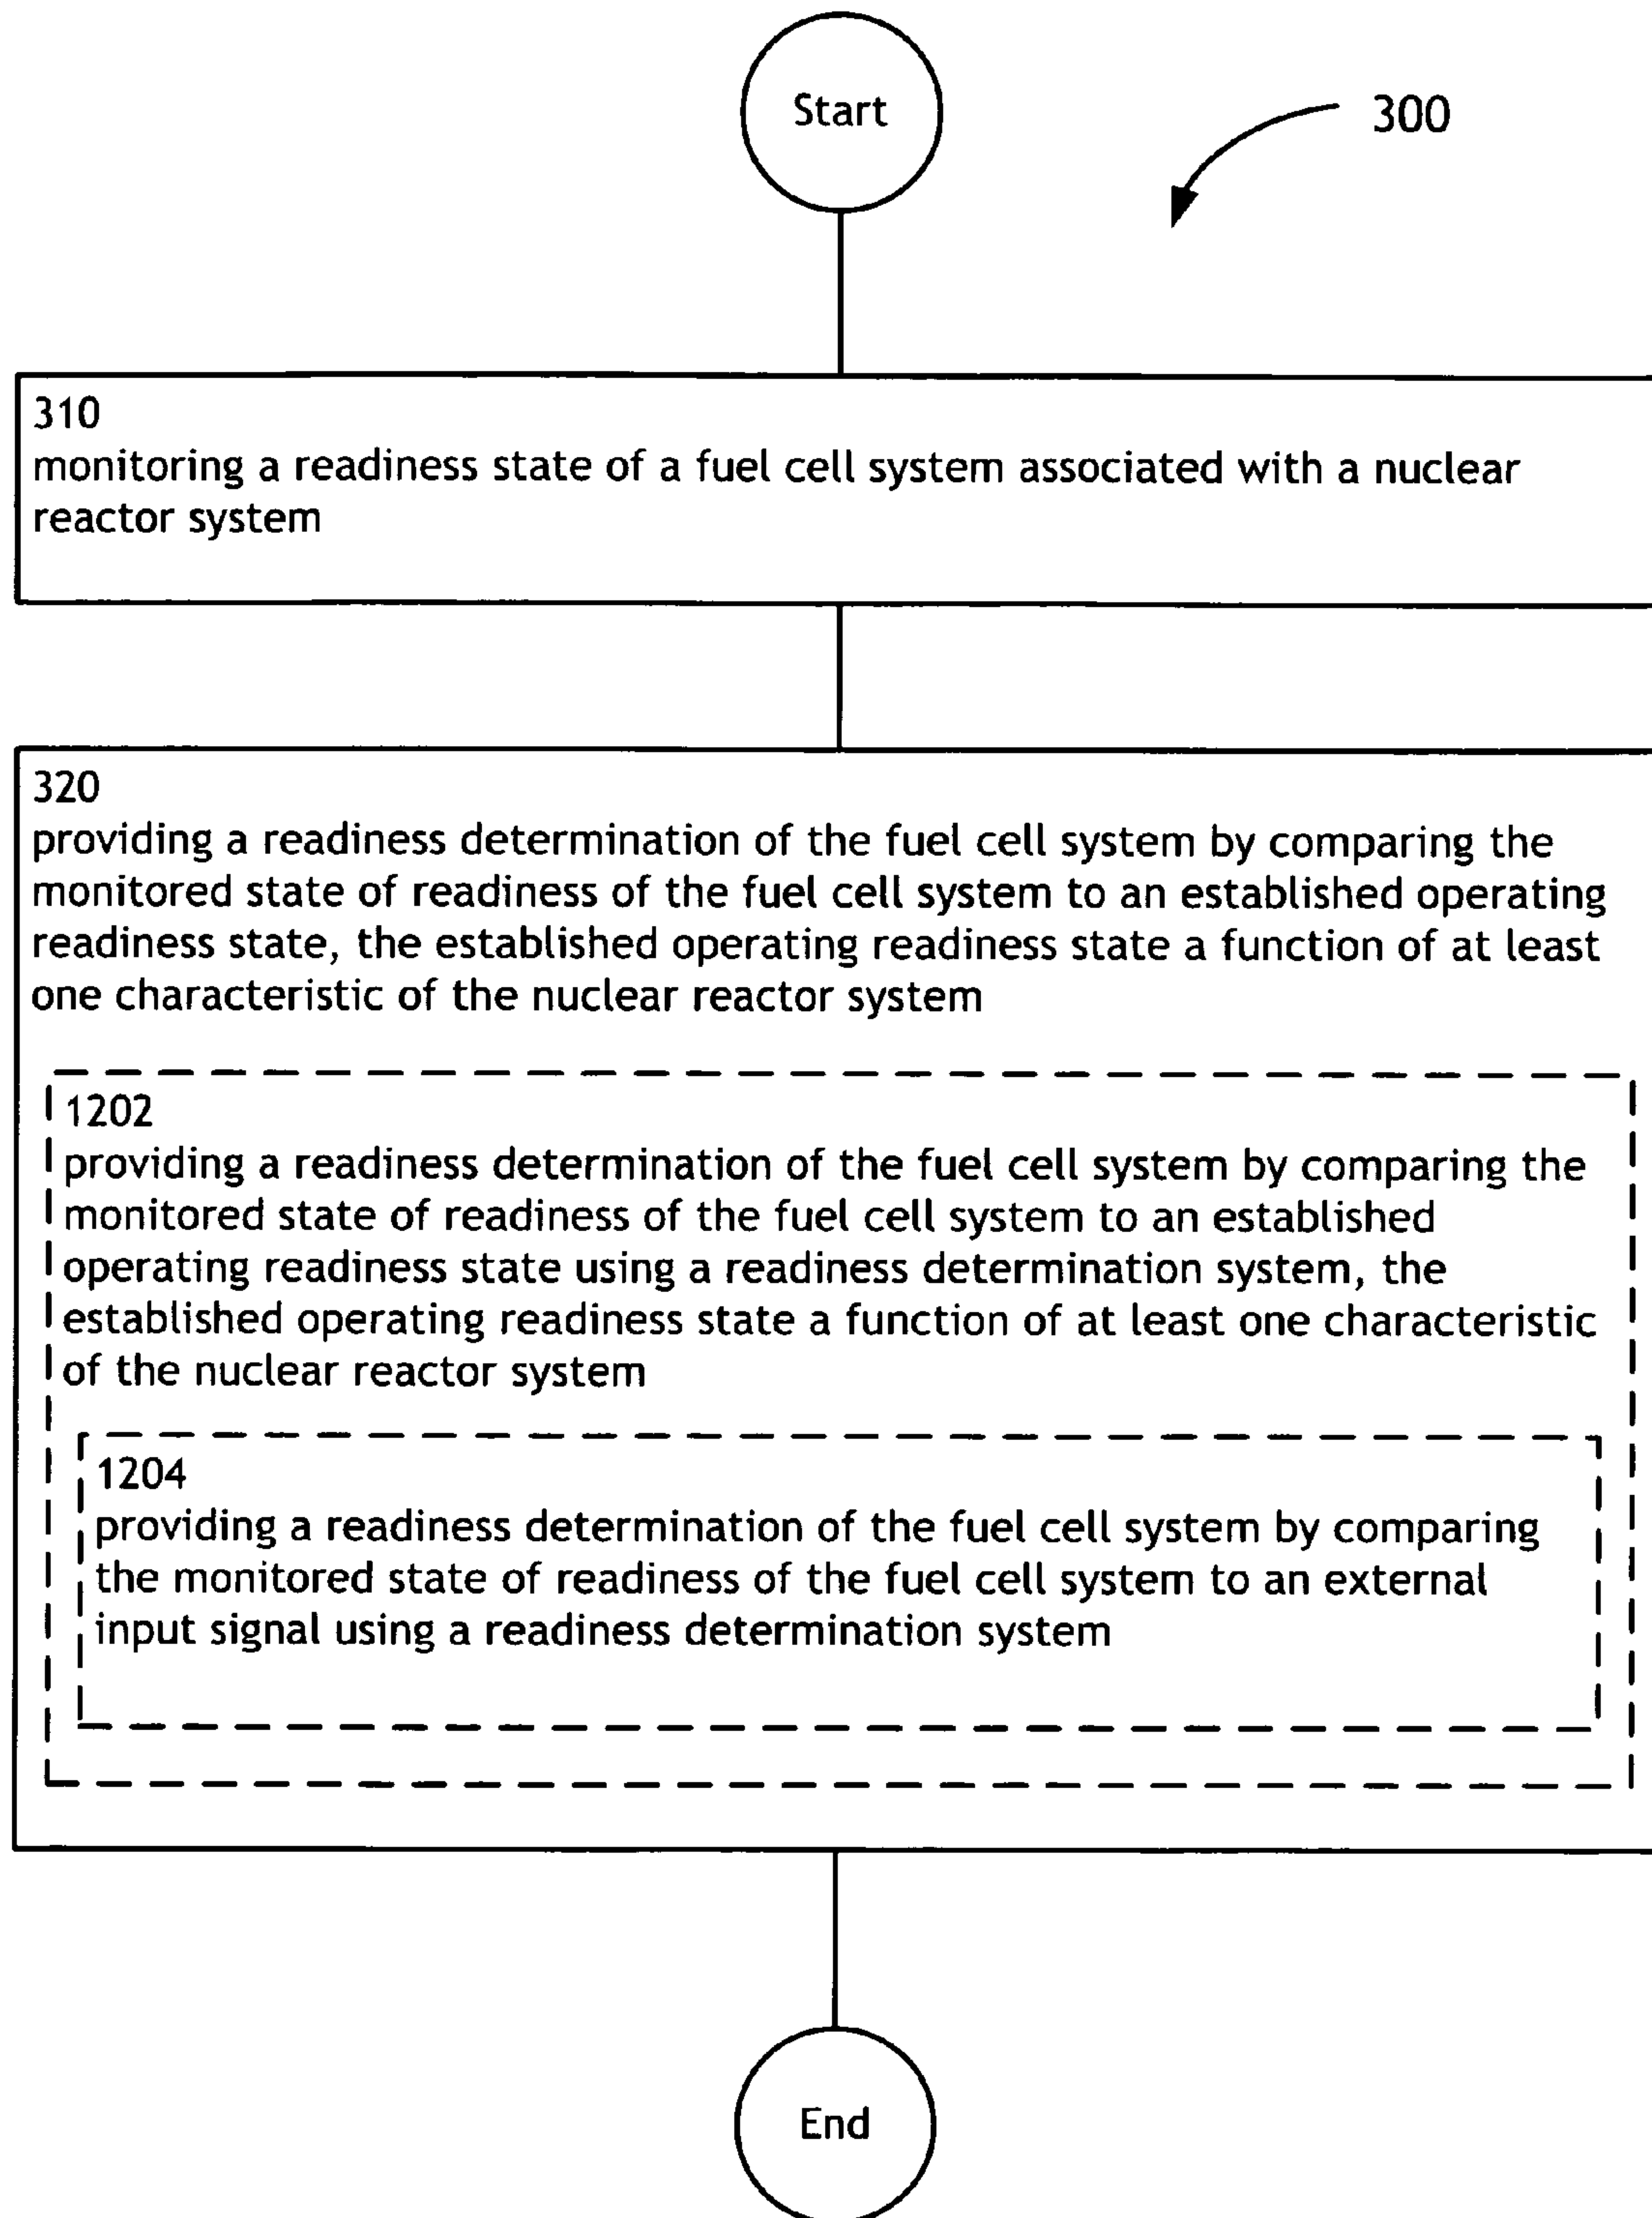 Start
300
310
monitoring a readiness state of a fuel cell system associated with a nuclear
reactor system
320
providing a readiness determination of the fuel cell system by comparing the
monitored state of readiness of the fuel cell system to an established operating
readiness state, the established operating readiness state a function of at least
one characteristic of the nuclear reactor system
1202
providing a readiness determination of the fuel cell system by comparing the
monitored state of readiness of the fuel cell system to an established
operating readiness state using a readiness determination system, the
established operating readiness state a function of at least one characteristic
of the nuclear reactor system
1204
providing a readiness determination of the fuel cell system by comparing
the monitored state of readiness of the fuel cell system to an external
input signal using a readiness determination system
End